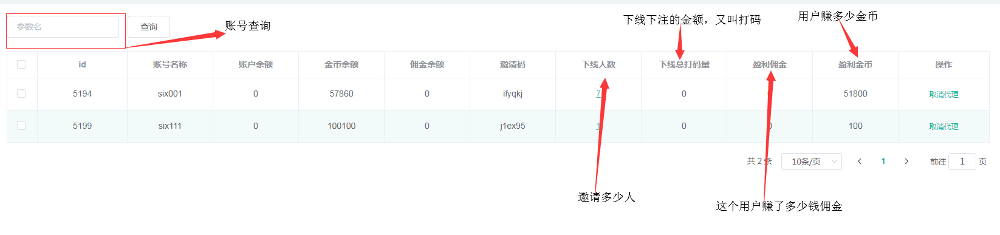 下线下注的金额，又叫打码
用户赚多少金币
参数名
查询
账号查询
id 账号名称 账户余额 金币余额 佣金余额 邀请码 下线人数 下线总打码量 盈利佣金 盈利金币 操作
5194 six001 0 57860 0 ifyqkj 7 0 51800 取消代理
5199 six111 0 100100 0 j1ex95 1 0 0 100 取消代理
共 2 条 10条/页 1 前往 1 页
邀请多少人
这个用户赚了多少钱佣金